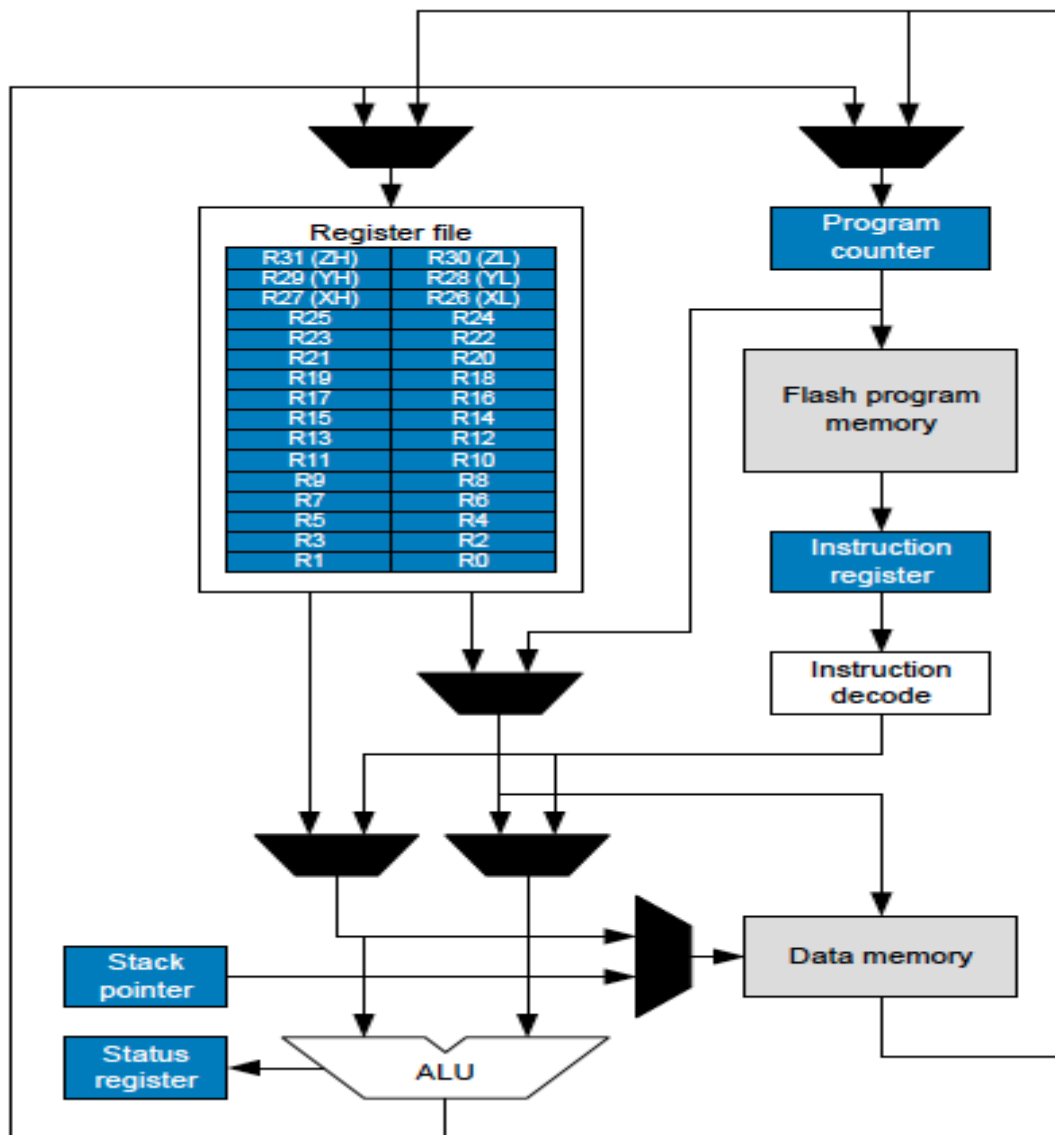 Register file
R31 (ZH) R30 (ZL)
R29 (YH) R28 (YL)
R27 (XH) R26 (XL)
R25 R24
R23 R22
R21 R20
R19 R18
R17 R16
R15 R14
R13 R12
R11 R10
R9 R8
R7 R6
R5 R4
R3 R2
R1 R0
Program
counter
Flash program
memory
Instruction
register
Instruction
decode
Stack
pointer
Data memory
Status
register
ALU